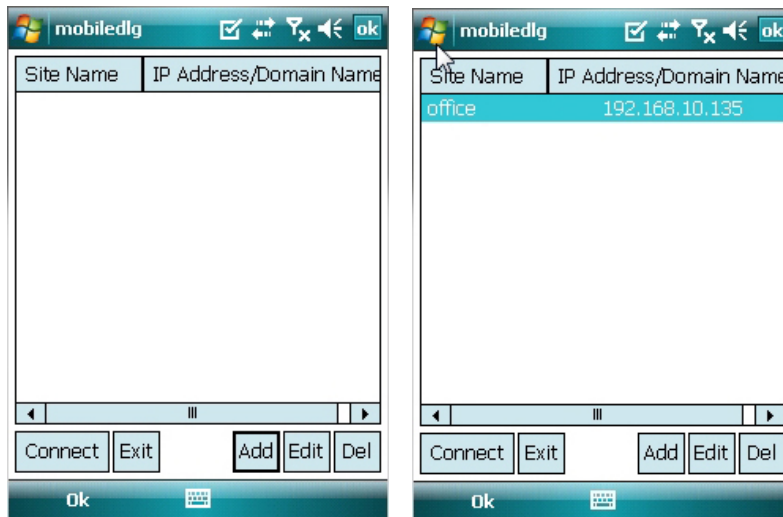 mobiledlg ok
Site Name IP Address/Domain Name
Connect Exit Add Edit Del
Ok
mobiledlg ok
Site Name IP Address/Domain Name
office 192.168.10.135
Connect Exit Add Edit Del
Ok